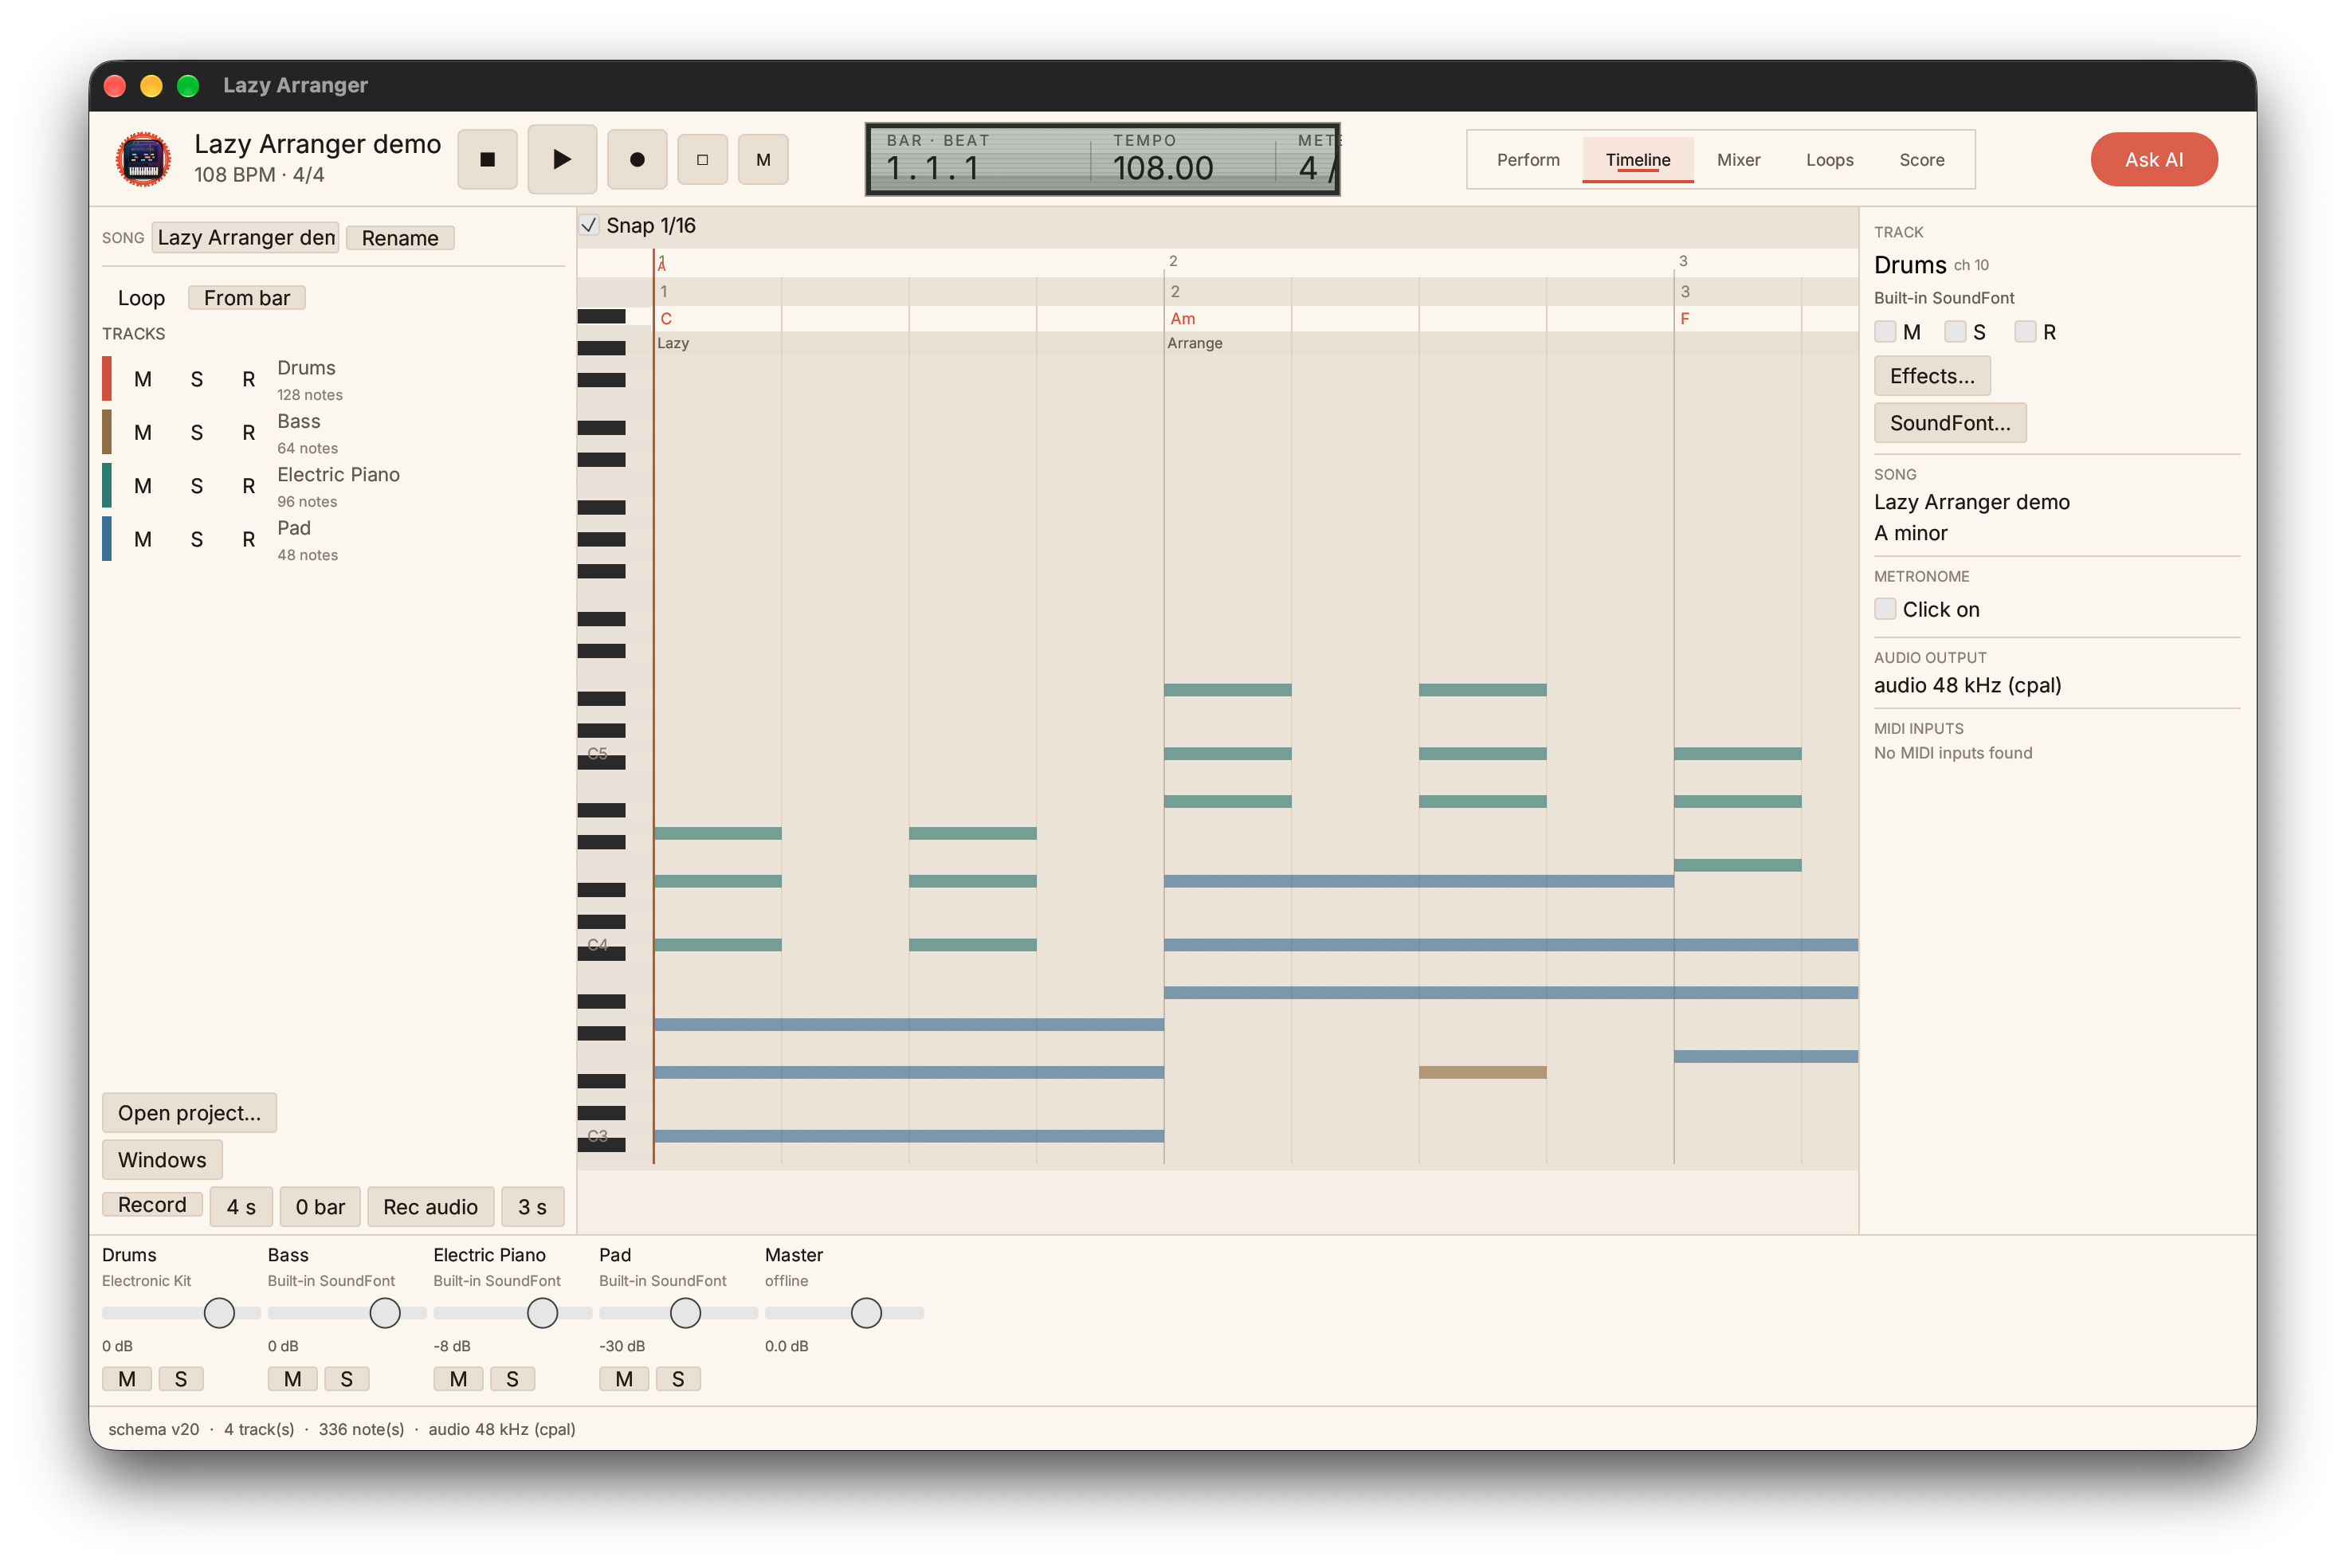 Lazy Arranger
Lazy Arranger demo
108 BPM · 4/4
M
BAR · BEAT
1.1.1
TEMPO
108.00
MET
4 /
Perform
Timeline
Mixer
Loops
Score
Ask AI
SONG
Lazy Arranger dem
Rename
Loop
From bar
TRACKS
M S R
Drums
128 notes
M S R
Bass
64 notes
M S R
Electric Piano
96 notes
M S R
Pad
48 notes
Open project...
Windows
Record
4 s
0 bar
Rec audio
3 s
Snap 1/16
1 2 3
A
1 2 3
C Am F
Lazy Arrange
C5
C4
C3
TRACK
Drums ch 10
Built-in SoundFont
M S R
Effects...
SoundFont...
SONG
Lazy Arranger demo
A minor
METRONOME
Click on
AUDIO OUTPUT
audio 48 kHz (cpal)
MIDI INPUTS
No MIDI inputs found
Drums
Electronic Kit
0 dB
M S
Bass
Built-in SoundFont
0 dB
M S
Electric Piano
Built-in SoundFont
-8 dB
M S
Pad
Built-in SoundFont
-30 dB
M S
Master
offline
0.0 dB
schema v20 · 4 track(s) · 336 note(s) · audio 48 kHz (cpal)